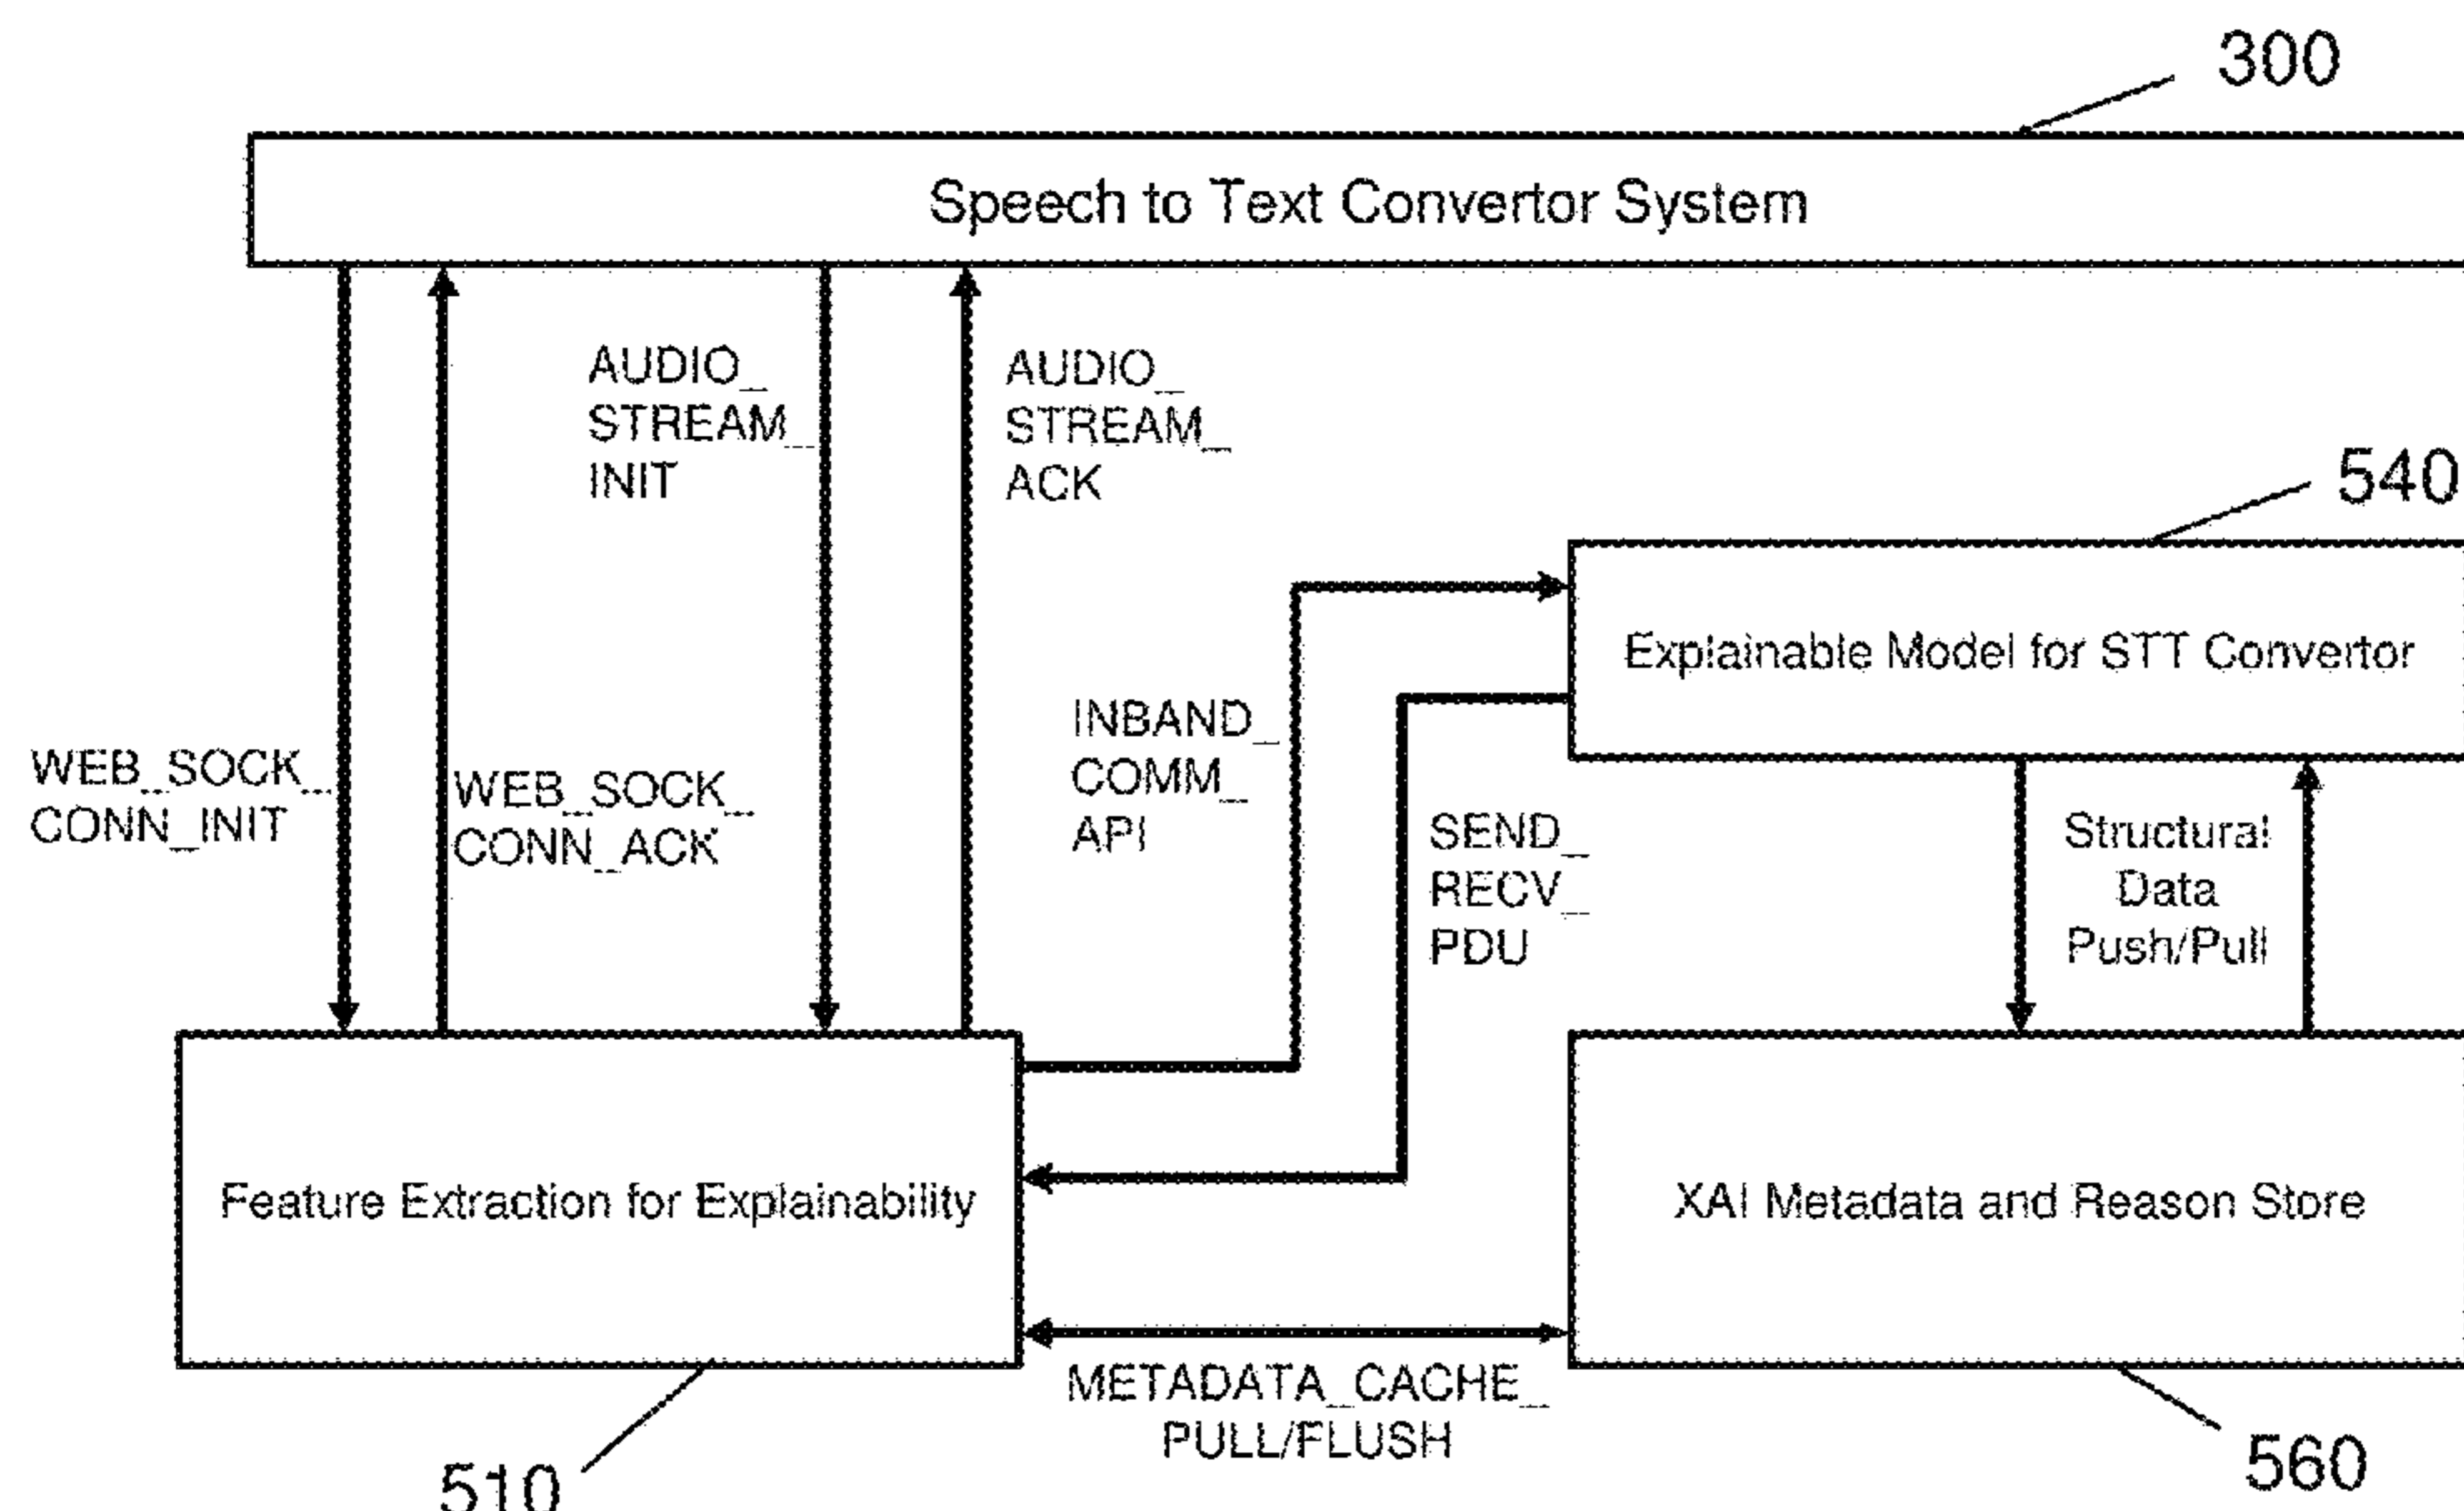 300
Speech to Text Convertor System
AUDIO_
STREAM_
INIT
AUDIO_
STREAM_
ACK
540
Explainable Model for STT Convertor
INBAND_
COMM_
API
WEB_SOCK_
CONN_INIT
WEB_SOCK_
CONN_ACK
SEND_
RECV_
PDU
Structural
Data
Push/Pull
Feature Extraction for Explainability
XAI Metadata and Reason Store
METADATA_CACHE_
PULL/FLUSH
510
560